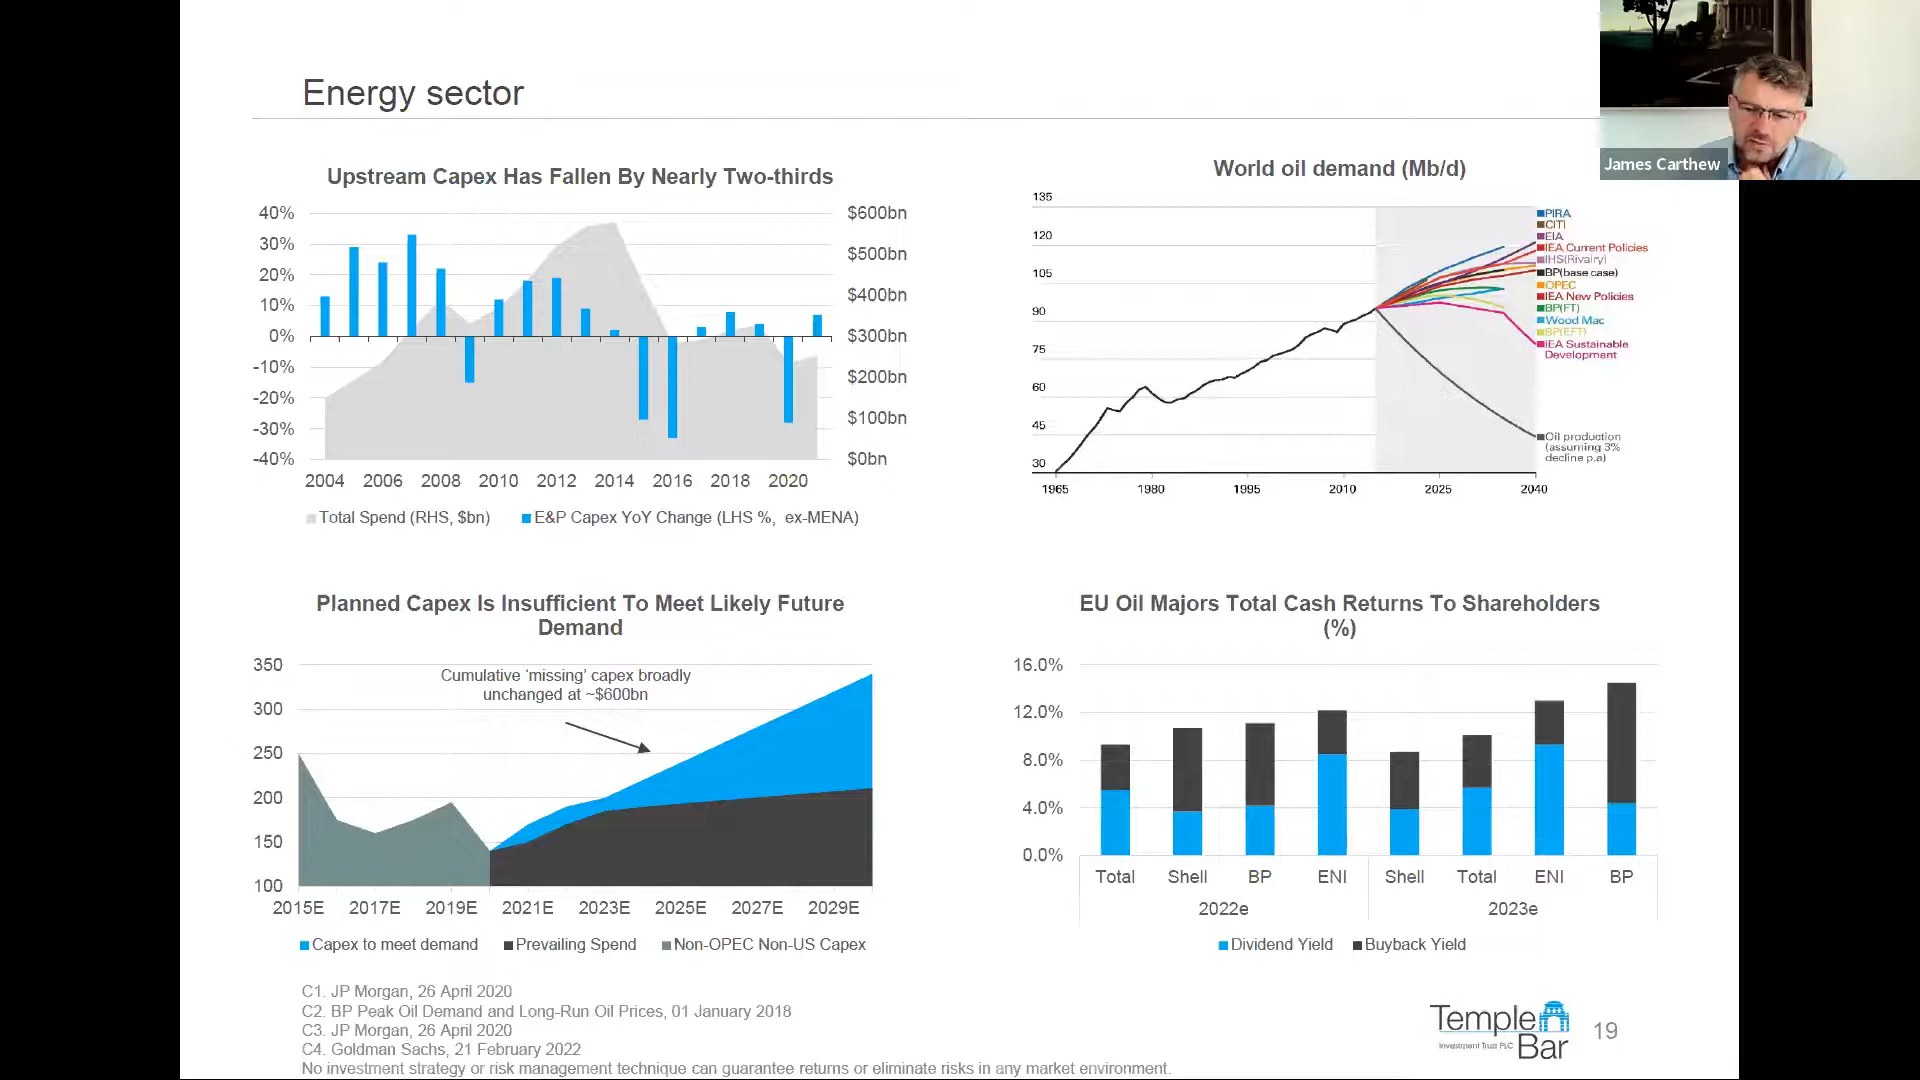 Energy sector
James Carthew
Upstream Capex Has Fallen By Nearly Two-thirds
40%
30%
20%
10%
0%
-10%
-20%
-30%
-40%
$600bn
$500bn
$400bn
$300bn
$200bn
$100bn
$0bn
2004 2006 2008 2010 2012 2014 2016 2018 2020
Total Spend (RHS, $bn) E&P Capex YoY Change (LHS %, ex-MENA)
World oil demand (Mb/d)
135
120
105
90
75
60
45
30
1965 1980 1995 2010 2025 2040
PIRA
CITI
EIA
IEA Current Policies
IHS(Rivalry)
BP(base case)
OPEC
IEA New Policies
BP(FT)
Wood Mac
BP(EFT)
IEA Sustainable
Development
Oil production
(assuming 3%
decline p.a)
Planned Capex Is Insufficient To Meet Likely Future
Demand
Cumulative ‘missing’ capex broadly
unchanged at ~$600bn
350
300
250
200
150
100
2015E 2017E 2019E 2021E 2023E 2025E 2027E 2029E
Capex to meet demand Prevailing Spend Non-OPEC Non-US Capex
EU Oil Majors Total Cash Returns To Shareholders
(%)
16.0%
12.0%
8.0%
4.0%
0.0%
Total Shell BP ENI Shell Total ENI BP
2022e 2023e
Dividend Yield Buyback Yield
C1. JP Morgan, 26 April 2020
C2. BP Peak Oil Demand and Long-Run Oil Prices, 01 January 2018
C3. JP Morgan, 26 April 2020
C4. Goldman Sachs, 21 February 2022
No investment strategy or risk management technique can guarantee returns or eliminate risks in any market environment.
Temple
Investment Trust PLC Bar
19